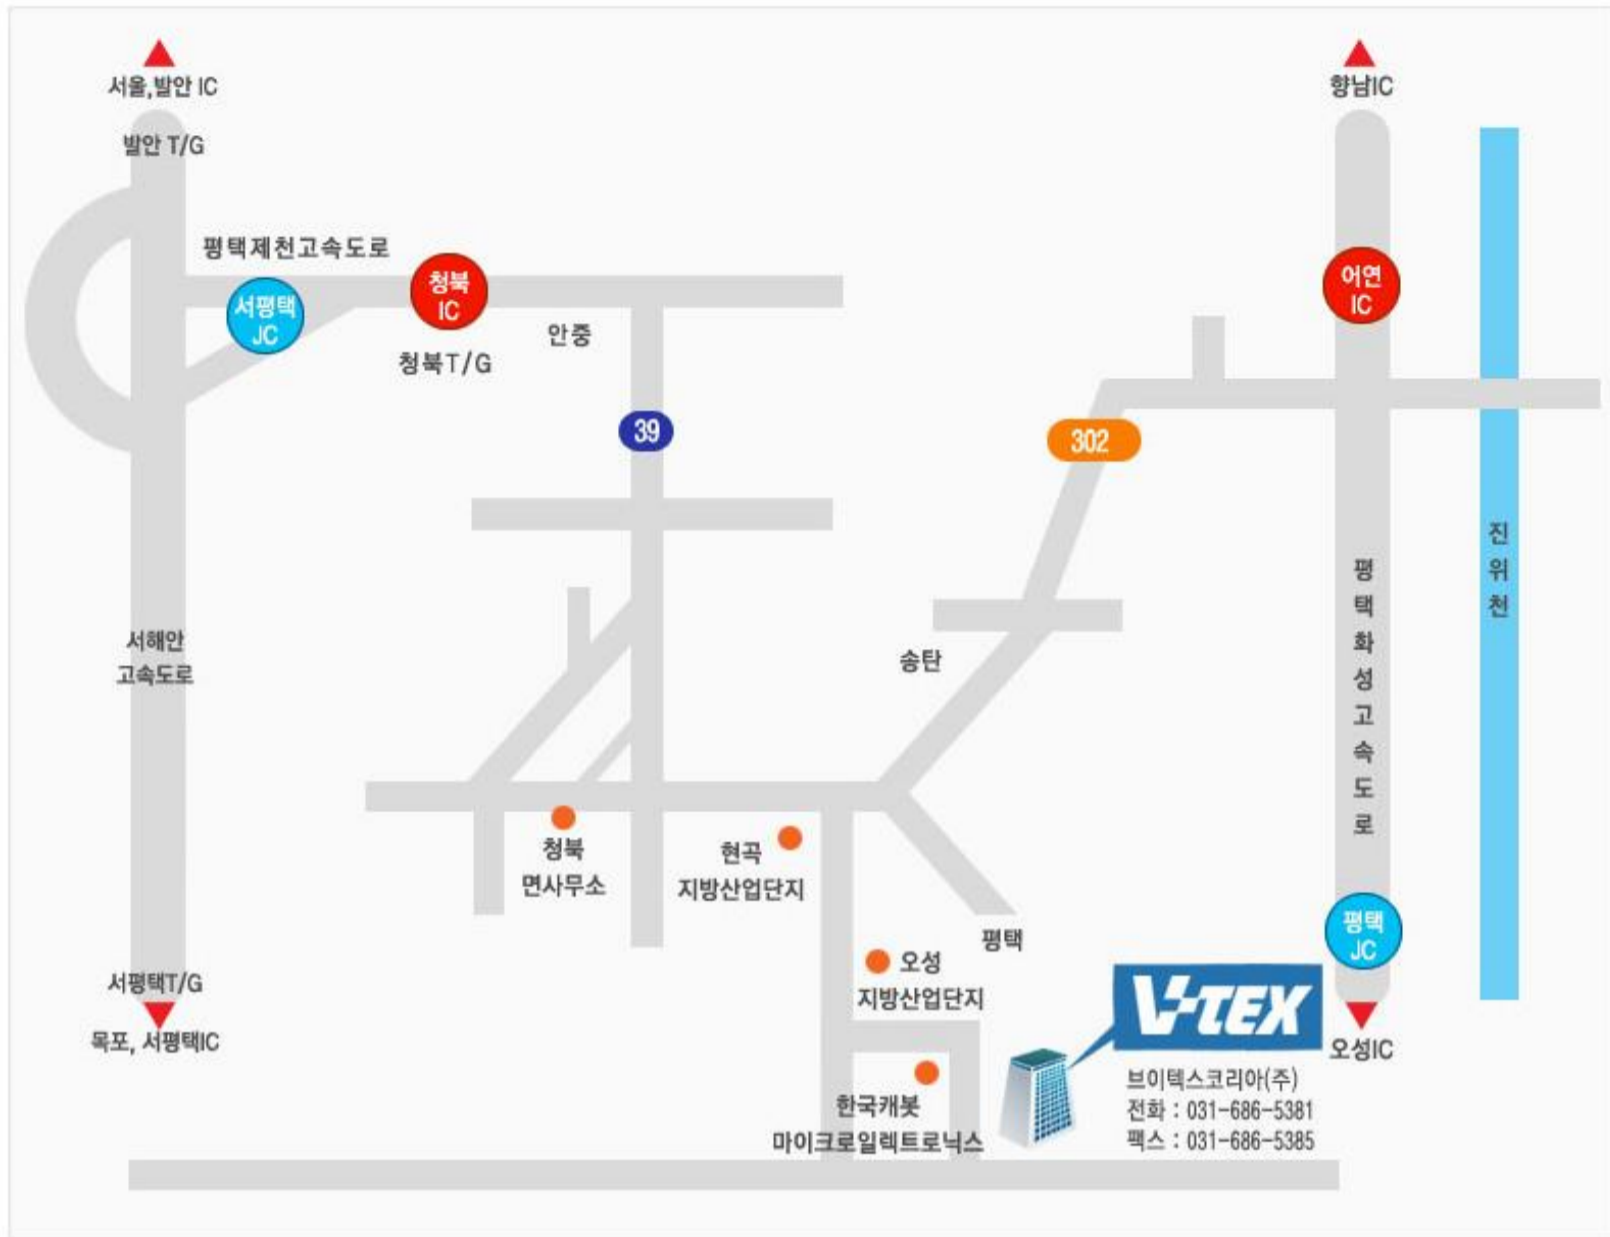 서울,발안 IC
발안 T/G
평택제천고속도로
서평택
JC
청북
IC
청북T/G
안중
39
302
향남IC
어연
IC
진위천
평택화성고속도로
서해안
고속도로
송탄
청북
면사무소
현곡
지방산업단지
평택
오성
지방산업단지
평택
JC
서평택T/G
목포, 서평택IC
V-TEX
오성IC
한국캐봇
마이크로일렉트로닉스
브이텍스코리아(주)
전화 : 031-686-5381
팩스 : 031-686-5385